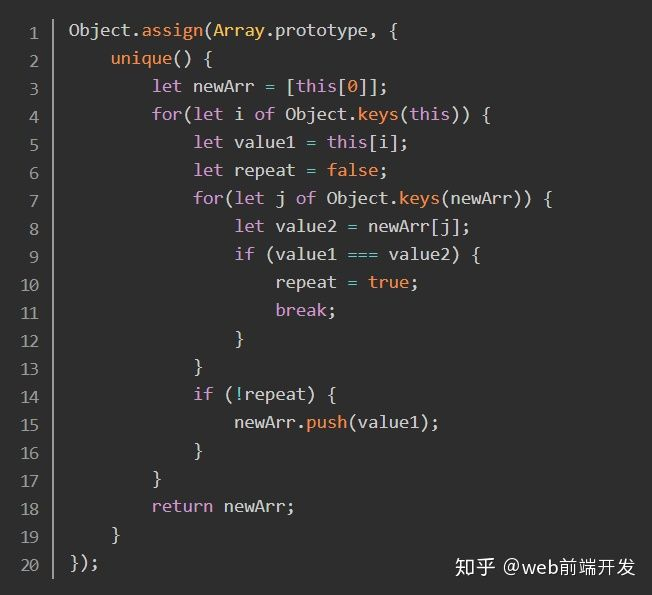 1 Object.assign(Array.prototype, {
2     unique() {
3         let newArr = [this[0]];
4         for(let i of Object.keys(this)) {
5             let value1 = this[i];
6             let repeat = false;
7             for(let j of Object.keys(newArr)) {
8                 let value2 = newArr[j];
9                 if (value1 === value2) {
10                     repeat = true;
11                     break;
12                 }
13             }
14             if (!repeat) {
15                 newArr.push(value1);
16             }
17         }
18         return newArr;
19     }
20 });
知乎 @web前端开发